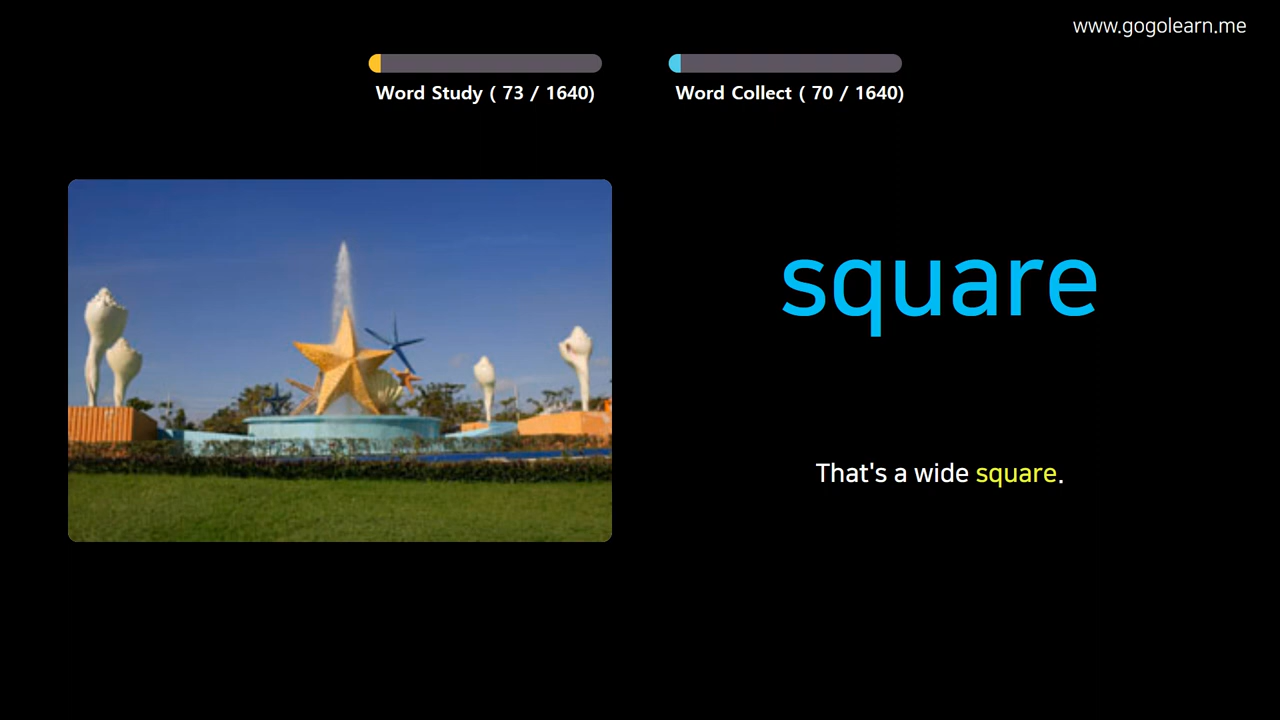 www.gogolearn.me
Word Study ( 73 / 1640)
Word Collect ( 70 / 1640)
square
That's a wide square.